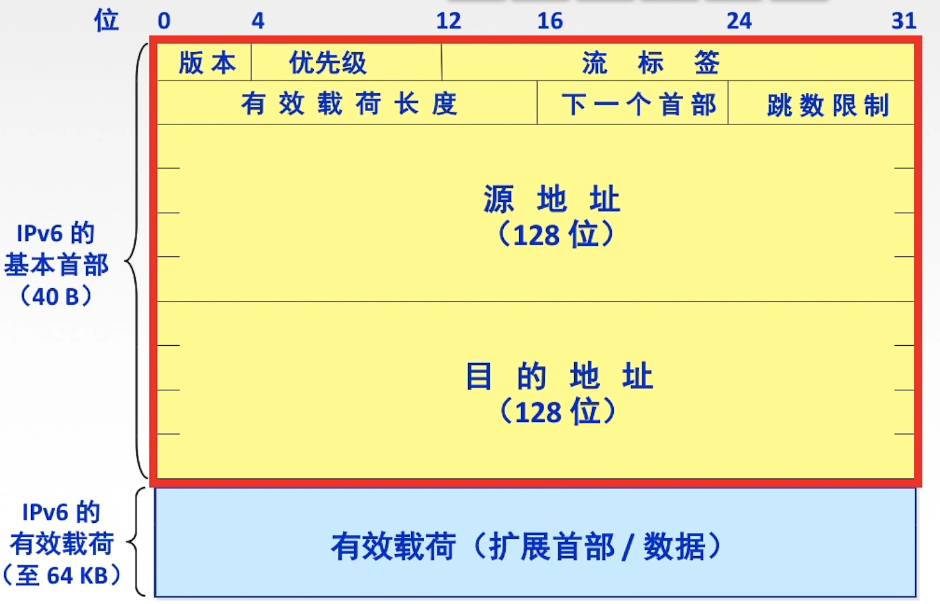 位 0 4 12 16 24 31
版本 优先级 流标签
有效载荷长度 下一个首部 跳数限制
源地址
（128 位）
IPv6 的
基本首部
（40 B）
目的地址
（128 位）
IPv6 的
有效载荷
（至 64 KB）
有效载荷（扩展首部 / 数据）